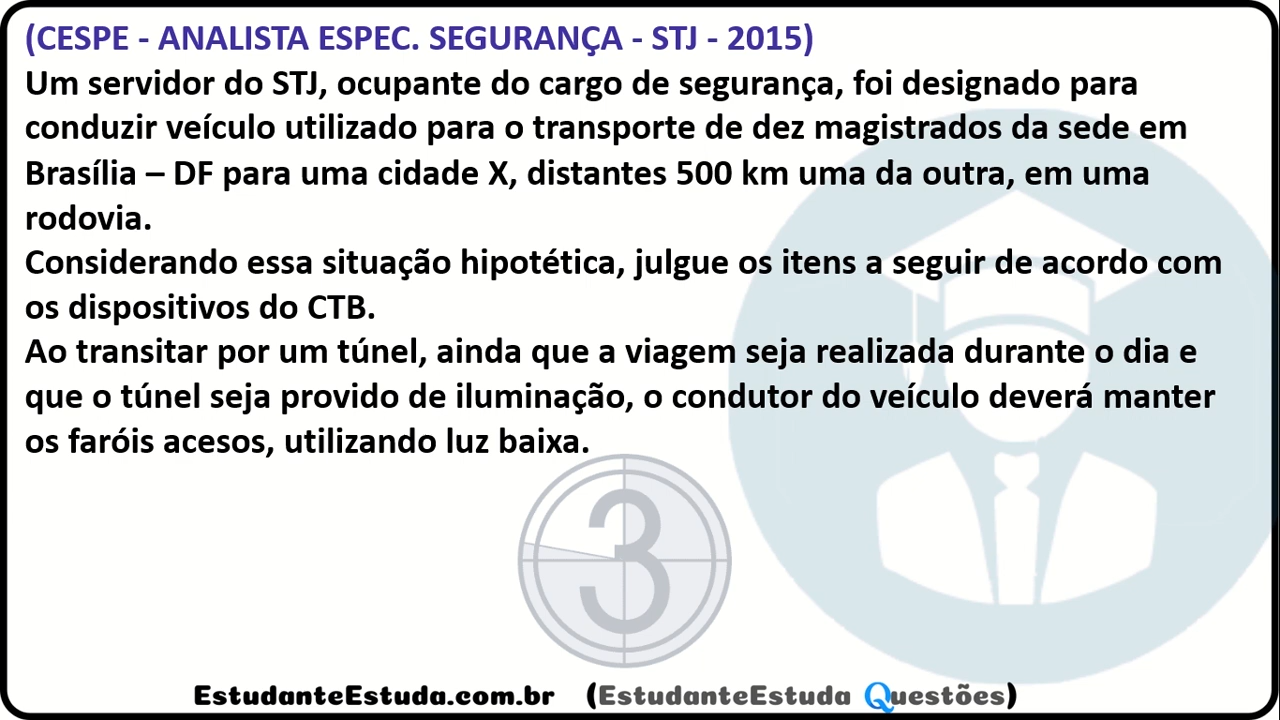 (CESPE - ANALISTA ESPEC. SEGURANÇA - STJ - 2015)
Um servidor do STJ, ocupante do cargo de segurança, foi designado para
conduzir veículo utilizado para o transporte de dez magistrados da sede em
Brasília – DF para uma cidade X, distantes 500 km uma da outra, em uma
rodovia.
Considerando essa situação hipotética, julgue os itens a seguir de acordo com
os dispositivos do CTB.
Ao transitar por um túnel, ainda que a viagem seja realizada durante o dia e
que o túnel seja provido de iluminação, o condutor do veículo deverá manter
os faróis acesos, utilizando luz baixa.
3
EstudanteEstuda.com.br (EstudanteEstuda Questões)